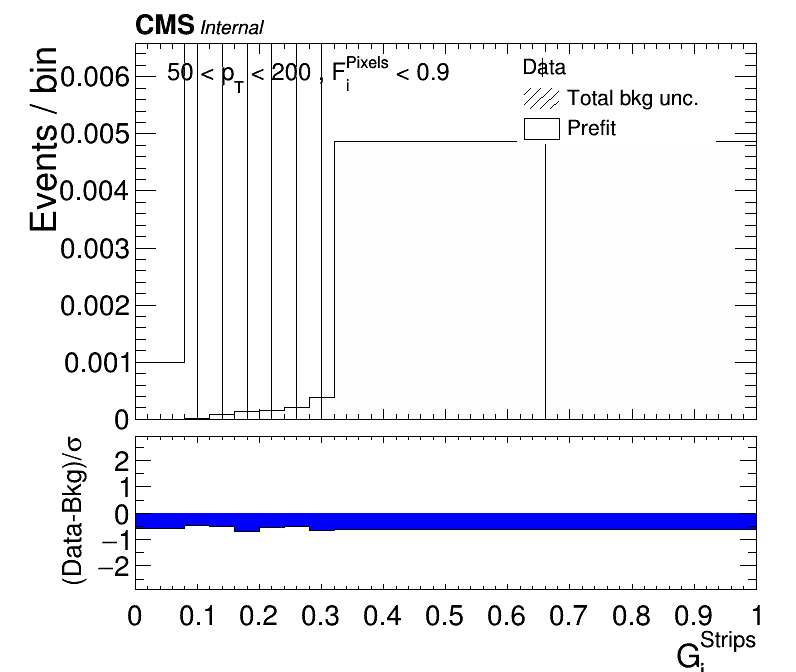 CMS Internal
50 < p_T < 200 , F_i^Pixels < 0.9
Data
Total bkg unc.
Prefit
Events / bin
0.006
0.005
0.004
0.003
0.002
0.001
0
(Data-Bkg)/σ
2
1
0
−1
−2
0 0.1 0.2 0.3 0.4 0.5 0.6 0.7 0.8 0.9 1
G_i^Strips